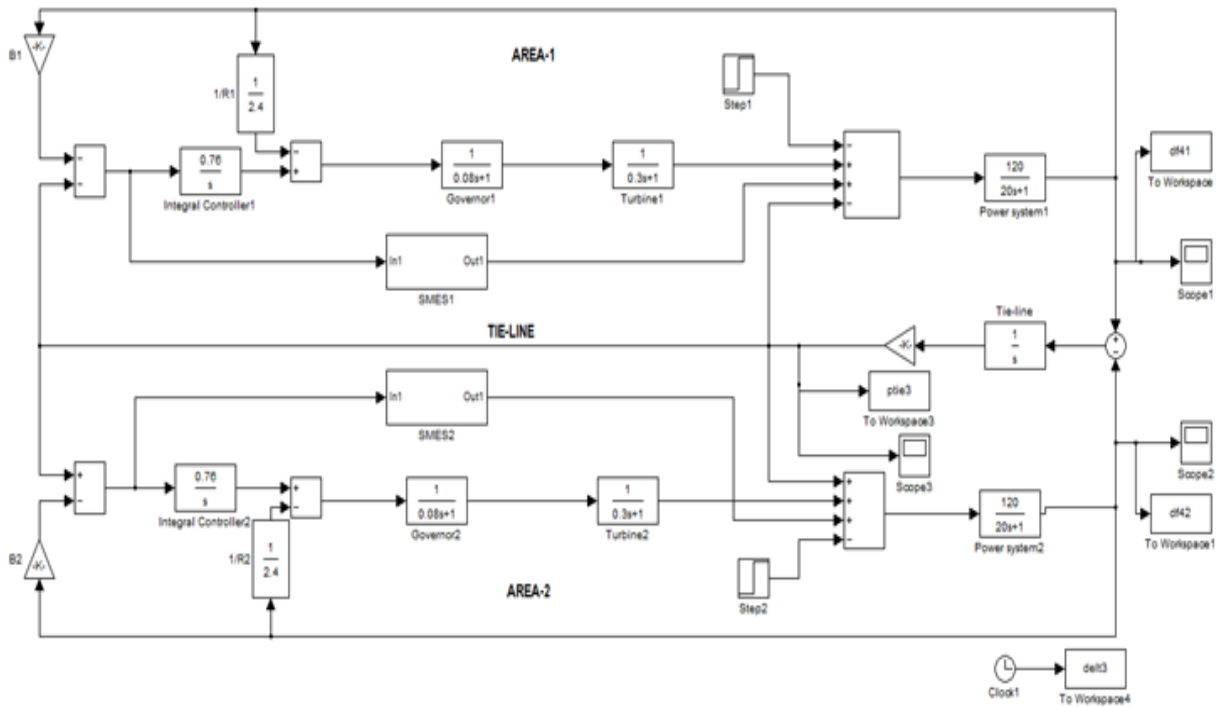 AREA-1
B1
-K-
1/R1
1
2.4
Step1
-
-
0.76
s
Integral Controller1
-
+
1
0.08s+1
Governor1
1
0.3s+1
Turbine1
-
+
+
-
120
20s+1
Power system1
df41
To Workspace
Scope1
In1
Out1
SMES1
TIE-LINE
-K-
Tie-line
1
s
+
-
ptie3
To Workspace3
Scope3
In1
Out1
SMES2
+
-
0.76
s
Integral Controller2
+
-
1
0.08s+1
Governor2
1
0.3s+1
Turbine2
+
+
+
-
120
20s+1
Power system2
Scope2
df42
To Workspace1
B2
-K-
1/R2
1
2.4
AREA-2
Step2
Clock1
delt3
To Workspace4